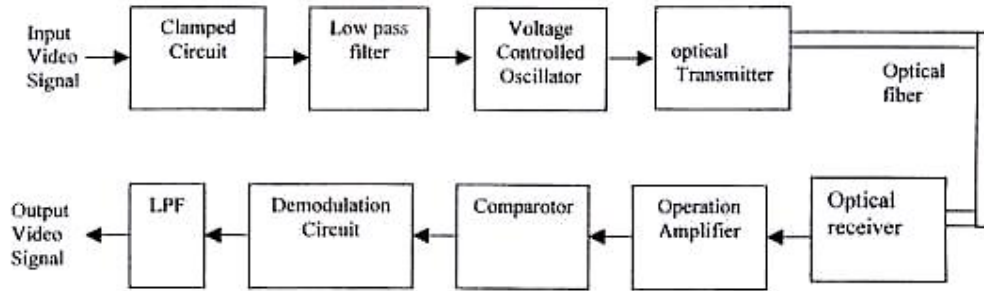 Input
Video
Signal
Clamped
Circuit
Low pass
filter
Voltage
Controlled
Oscillator
optical
Transmitter
Optical
fiber
Output
Video
Signal
LPF
Demodulation
Circuit
Comparotor
Operation
Amplifier
Optical
receiver